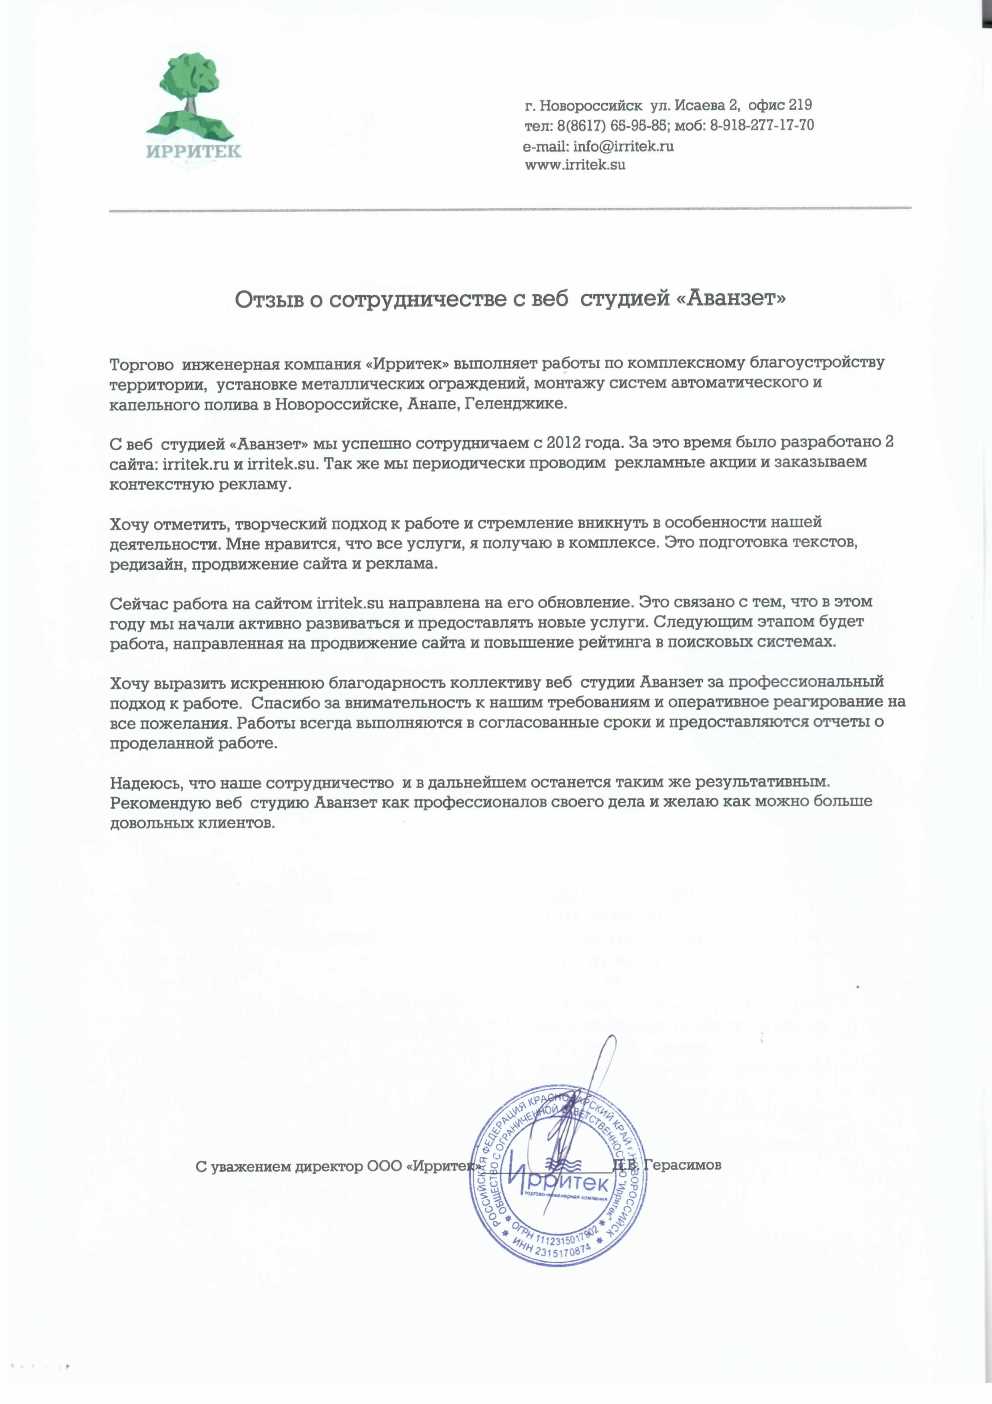 ИРРИТЕК
г. Новороссийск ул. Исаева 2, офис 219
тел: 8(8617) 65-95-85; моб: 8-918-277-17-70
e-mail: info@irritek.ru
www.irritek.su
Отзыв о сотрудничестве с веб студией «Аванзет»
Торгово инженерная компания «Ирритек» выполняет работы по комплексному благоустройству
территории, установке металлических ограждений, монтажу систем автоматического и
капельного полива в Новороссийске, Анапе, Геленджике.
С веб студией «Аванзет» мы успешно сотрудничаем с 2012 года. За это время было разработано 2
сайта: irritek.ru и irritek.su. Так же мы периодически проводим рекламные акции и заказываем
контекстную рекламу.
Хочу отметить, творческий подход к работе и стремление вникнуть в особенности нашей
деятельности. Мне нравится, что все услуги, я получаю в комплексе. Это подготовка текстов,
редизайн, продвижение сайта и реклама.
Сейчас работа на сайтом irritek.su направлена на его обновление. Это связано с тем, что в этом
году мы начали активно развиваться и предоставлять новые услуги. Следующим этапом будет
работа, направленная на продвижение сайта и повышение рейтинга в поисковых системах.
Хочу выразить искреннюю благодарность коллективу веб студии Аванзет за профессиональный
подход к работе. Спасибо за внимательность к нашим требованиям и оперативное реагирование на
все пожелания. Работы всегда выполняются в согласованные сроки и предоставляются отчеты о
проделанной работе.
Надеюсь, что наше сотрудничество и в дальнейшем останется таким же результативным.
Рекомендую веб студию Аванзет как профессионалов своего дела и желаю как можно больше
довольных клиентов.
С уважением директор ООО «Ирритек» Д.В. Герасимов
РОССИЙСКАЯ ФЕДЕРАЦИЯ КРАСНОДАРСКИЙ КРАЙ г. НОВОРОССИЙСК
ОБЩЕСТВО С ОГРАНИЧЕННОЙ ОТВЕТСТВЕННОСТЬЮ "Ирритек"
Ирритек
торгово-инженерная компания
ОГРН 1112315017902
ИНН 2315170874